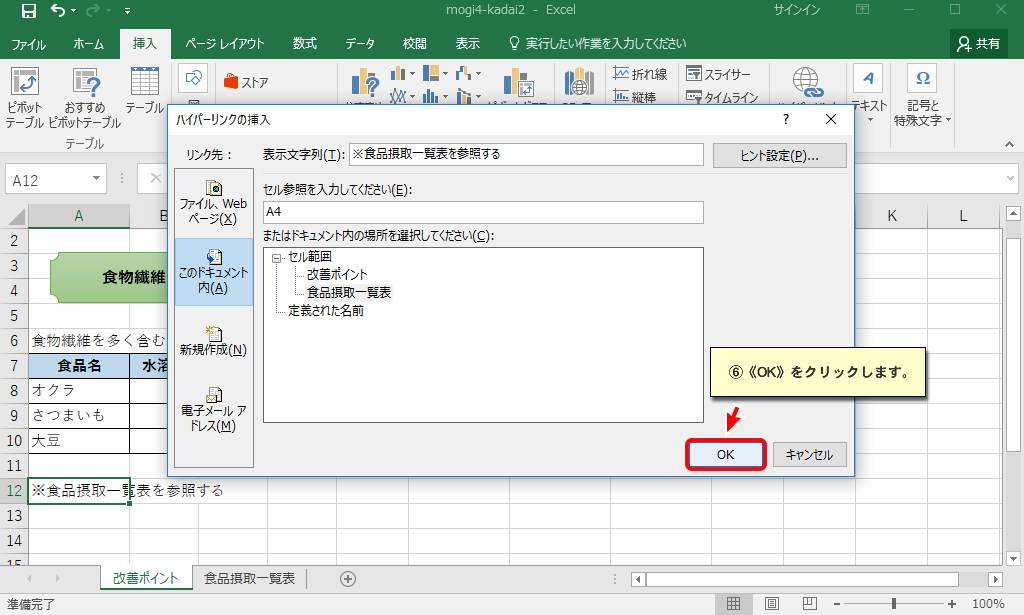 mogi4-kadai2 - Excel
サインイン
ファイル ホーム 挿入 ページ レイアウト 数式 データ 校閲 表示 実行したい作業を入力してください 共有
ピボット
テーブル
おすすめ
ピボットテーブル
テーブル
テーブル
ストア
折れ線
縦棒
スライサー
タイムライン
テキスト
記号と
特殊文字
A12
A B K L
2
3
4
5
6
7
8
9
10
11
12
13
14
15
食物繊維
食物繊維を多く含む
食品名 水溶
オクラ
さつまいも
大豆
※食品摂取一覧表を参照する
ハイパーリンクの挿入
?
リンク先：
表示文字列(T): ※食品摂取一覧表を参照する
ヒント設定(P)...
ファイル、Web
ページ(X)
このドキュメント
内(A)
新規作成(N)
電子メール ア
ドレス(M)
セル参照を入力してください(E):
A4
またはドキュメント内の場所を選択してください(C):
セル範囲
改善ポイント
食品摂取一覧表
定義された名前
⑥《OK》をクリックします。
OK
キャンセル
改善ポイント 食品摂取一覧表
準備完了
100%